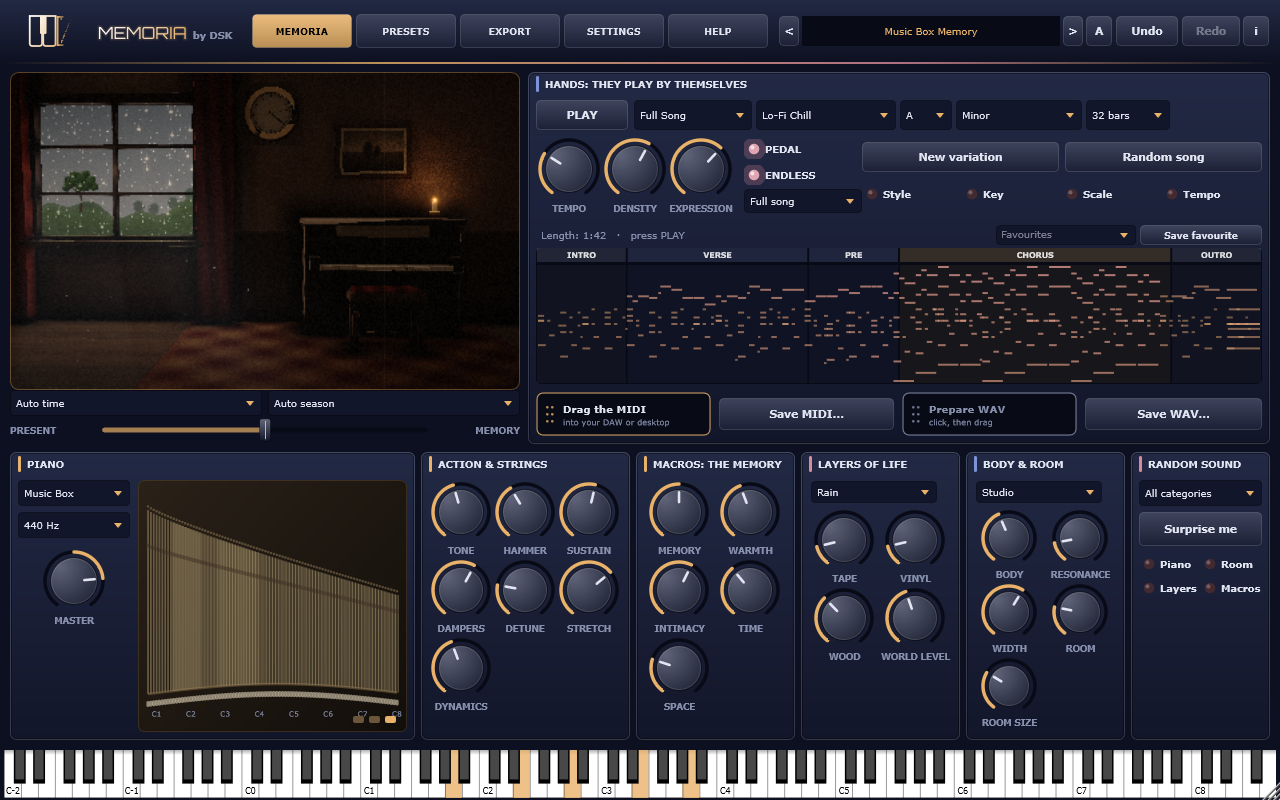 MEMORIA by DSK
MEMORIA
PRESETS
EXPORT
SETTINGS
HELP
<
Music Box Memory
>
A
Undo
Redo
i
HANDS: THEY PLAY BY THEMSELVES
PLAY
Full Song
Lo-Fi Chill
A
Minor
32 bars
TEMPO
DENSITY
EXPRESSION
PEDAL
ENDLESS
Full song
New variation
Random song
Style
Key
Scale
Tempo
Length: 1:42 · press PLAY
Favourites
Save favourite
INTRO
VERSE
PRE
CHORUS
OUTRO
Drag the MIDI
into your DAW or desktop
Save MIDI...
Prepare WAV
click, then drag
Save WAV...
Auto time
Auto season
PRESENT
MEMORY
PIANO
Music Box
440 Hz
MASTER
C1 C2 C3 C4 C5 C6 C7 C8
ACTION & STRINGS
TONE
HAMMER
SUSTAIN
DAMPERS
DETUNE
STRETCH
DYNAMICS
MACROS: THE MEMORY
MEMORY
WARMTH
INTIMACY
TIME
SPACE
LAYERS OF LIFE
Rain
TAPE
VINYL
WOOD
WORLD LEVEL
BODY & ROOM
Studio
BODY
RESONANCE
WIDTH
ROOM
ROOM SIZE
RANDOM SOUND
All categories
Surprise me
Piano
Room
Layers
Macros
C-2 C-1 C0 C1 C2 C3 C4 C5 C6 C7 C8